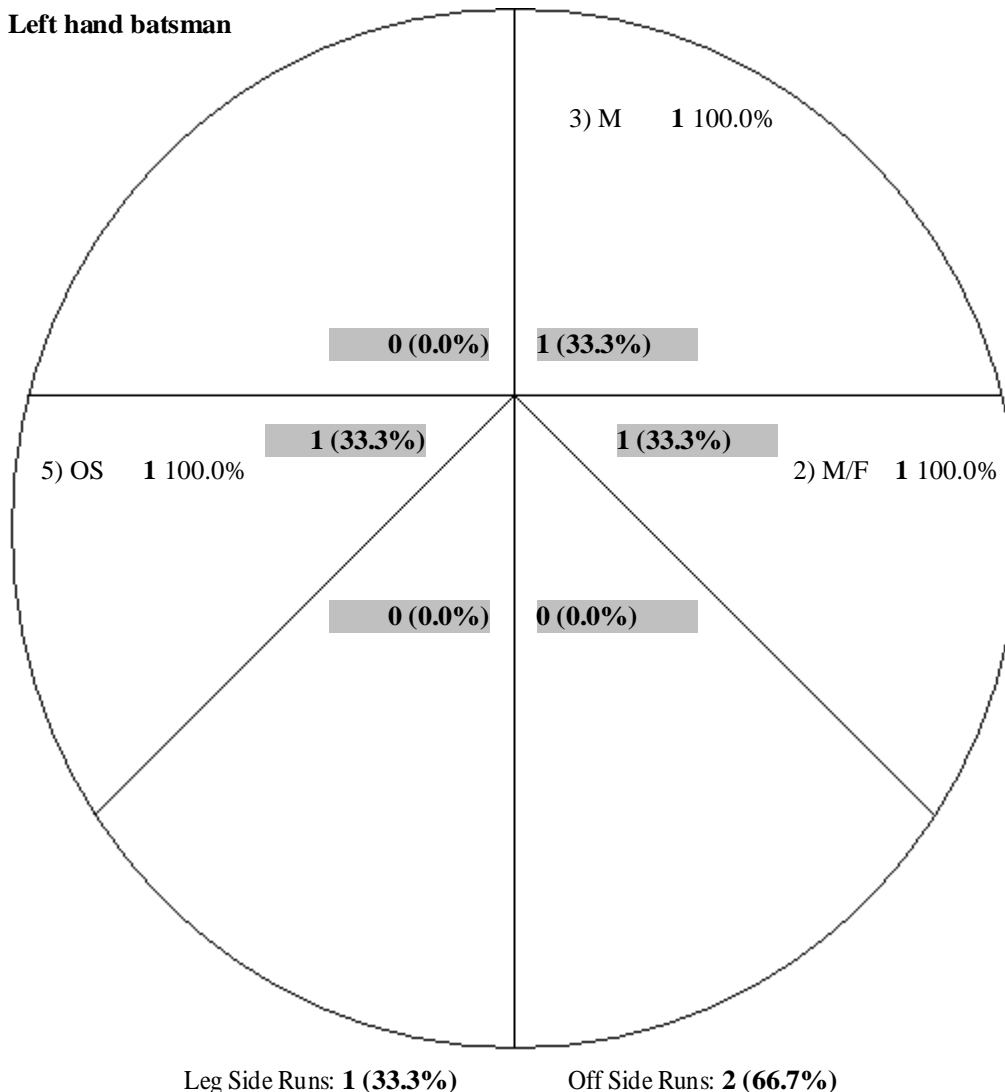 Left hand batsman
3) M 1 100.0%
0 (0.0%) 1 (33.3%)
1 (33.3%) 1 (33.3%)
5) OS 1 100.0% 2) M/F 1 100.0%
0 (0.0%) 0 (0.0%)
Leg Side Runs: 1 (33.3%) Off Side Runs: 2 (66.7%)